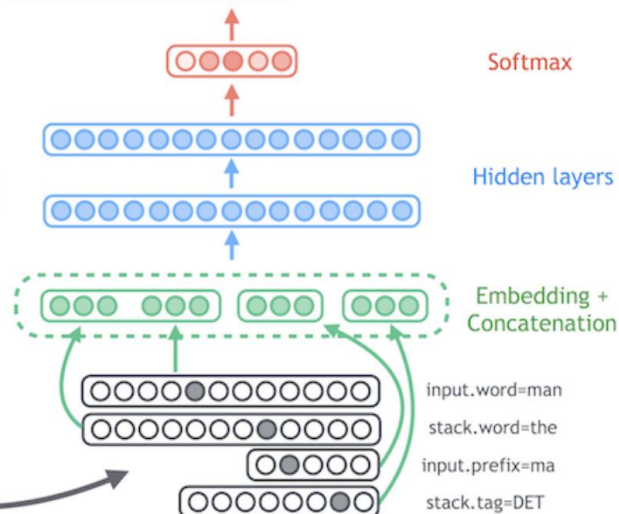 Softmax
Hidden layers
Embedding +
Concatenation
input.word=man
stack.word=the
input.prefix=ma
stack.tag=DET